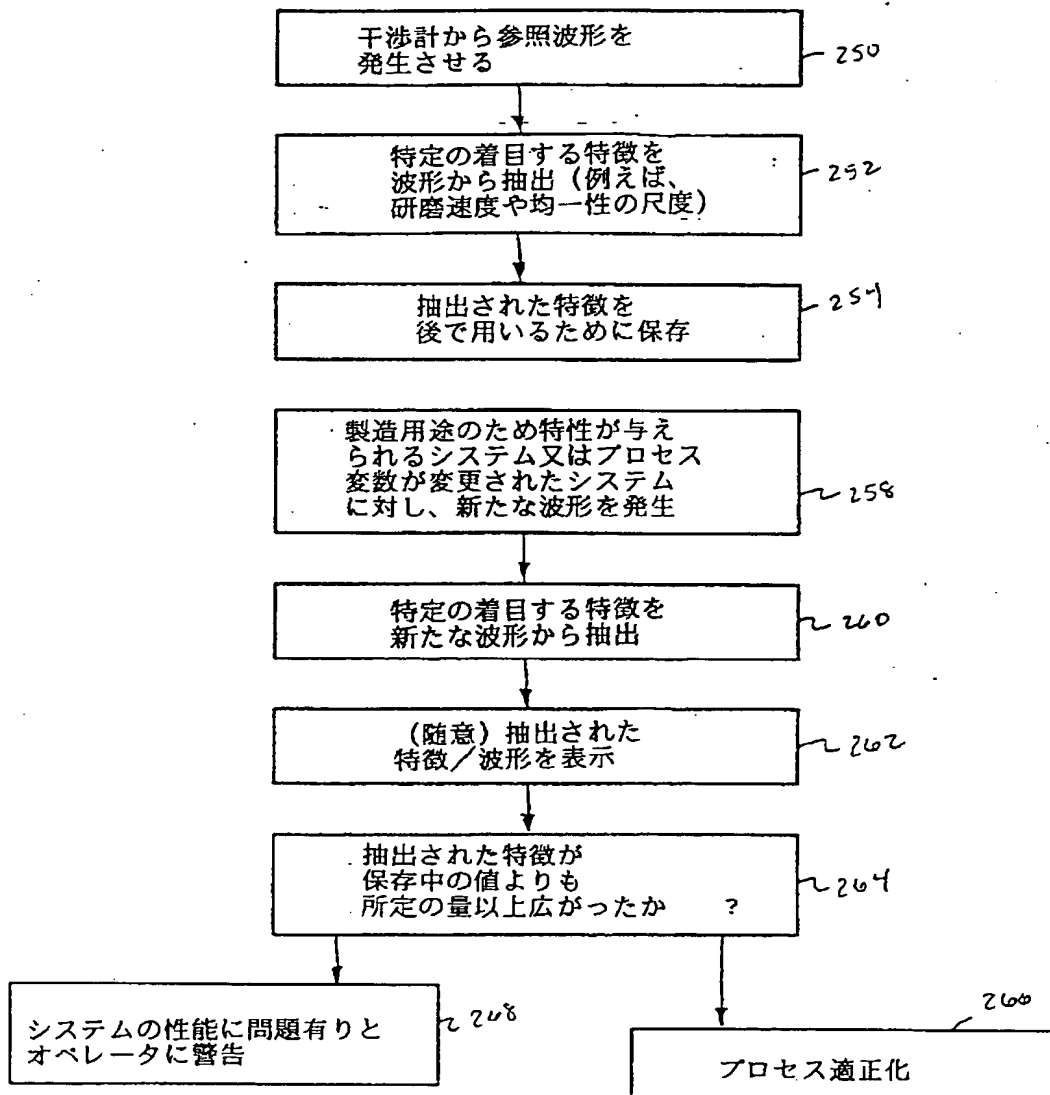 干渉計から参照波形を
発生させる
250
特定の着目する特徴を
波形から抽出（例えば、
研磨速度や均一性の尺度）
252
抽出された特徴を
後で用いるために保存
254
製造用途のため特性が与え
られるシステム又はプロセス
変数が変更されたシステム
に対し、新たな波形を発生
258
特定の着目する特徴を
新たな波形から抽出
260
（随意）抽出された
特徴／波形を表示
262
抽出された特徴が
保存中の値よりも
所定の量以上広がったか ?
264
システムの性能に問題有りと
オペレータに警告
268
プロセス適正化
266